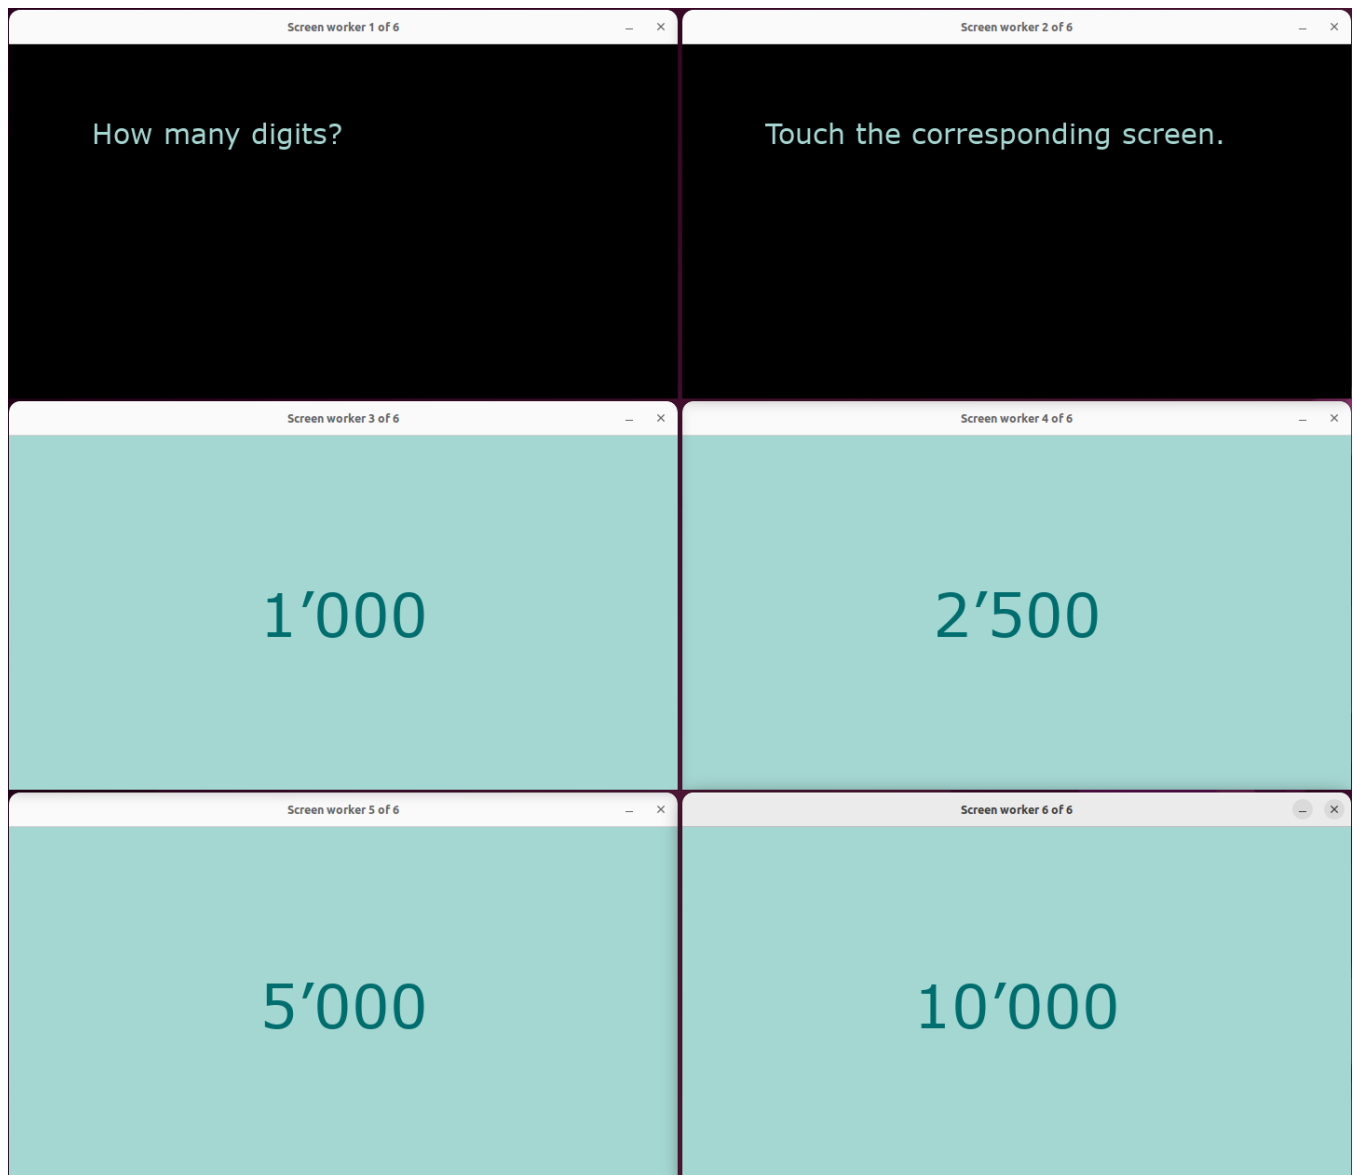 Screen worker 1 of 6
Screen worker 2 of 6
How many digits?
Touch the corresponding screen.
Screen worker 3 of 6
Screen worker 4 of 6
1’000
2’500
Screen worker 5 of 6
Screen worker 6 of 6
5’000
10’000